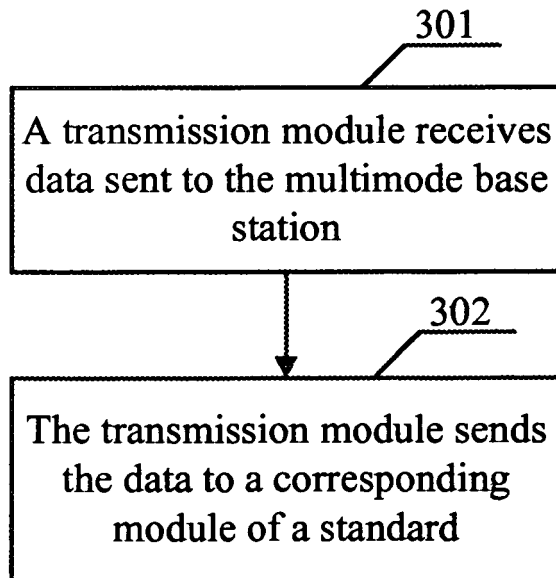 301
A transmission module receives
data sent to the multimode base
station
302
The transmission module sends
the data to a corresponding
module of a standard